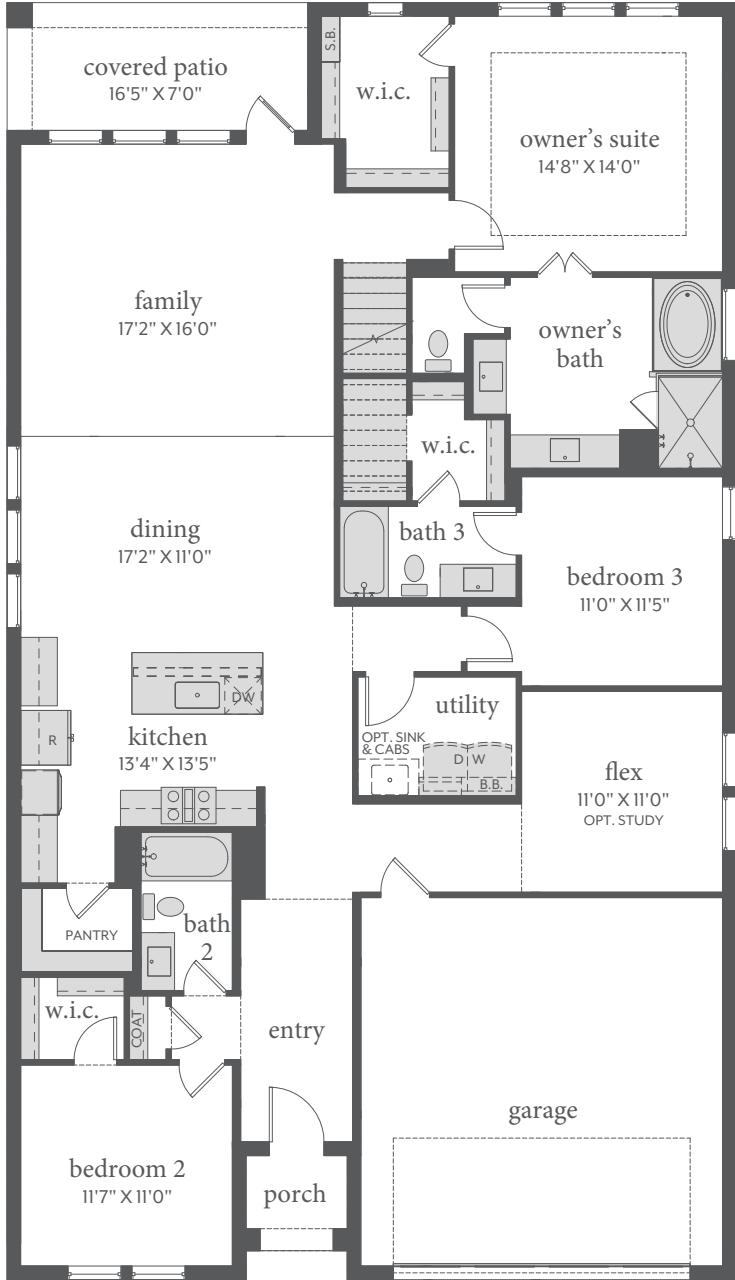 S.B.
covered patio
16'5" X 7'0"
w.i.c.
owner's suite
14'8" X 14'0"
family
17'2" X 16'0"
owner's
bath
w.i.c.
dining
17'2" X 11'0"
bath 3
bedroom 3
11'0" X 11'5"
DW
utility
R
kitchen
13'4" X 13'5"
OPT. SINK
& CABS
D W
B.B.
flex
11'0" X 11'0"
OPT. STUDY
bath
2
PANTRY
w.i.c.
COAT
entry
garage
bedroom 2
11'7" X 11'0"
porch